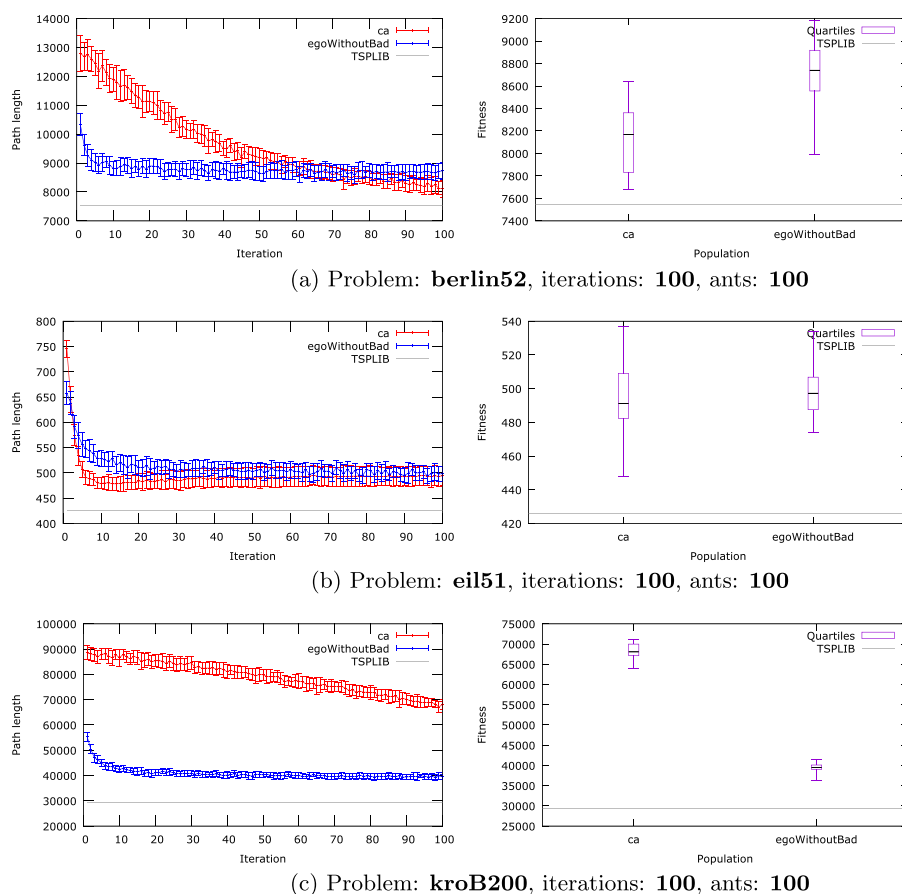 14000
13000
12000
11000
10000
9000
8000
7000
Path length
0 10 20 30 40 50 60 70 80 90 100
Iteration
ca
egoWithoutBad
TSPLIB
9200
9000
8800
8600
8400
8200
8000
7800
7600
7400
Fitness
ca egoWithoutBad
Population
Quartiles
TSPLIB
(a) Problem: berlin52, iterations: 100, ants: 100
800
750
700
650
600
550
500
450
400
Path length
0 10 20 30 40 50 60 70 80 90 100
Iteration
ca
egoWithoutBad
TSPLIB
540
520
500
480
460
440
420
Fitness
ca egoWithoutBad
Population
Quartiles
TSPLIB
(b) Problem: eil51, iterations: 100, ants: 100
100000
90000
80000
70000
60000
50000
40000
30000
20000
Path length
0 10 20 30 40 50 60 70 80 90 100
Iteration
ca
egoWithoutBad
TSPLIB
75000
70000
65000
60000
55000
50000
45000
40000
35000
30000
25000
Fitness
ca egoWithoutBad
Population
Quartiles
TSPLIB
(c) Problem: kroB200, iterations: 100, ants: 100